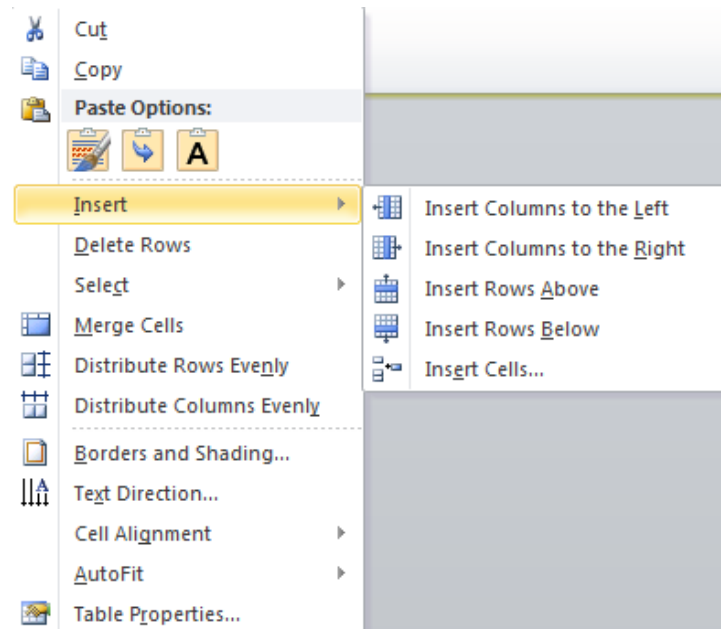 Cut
Copy
Paste Options:
A
Insert
Delete Rows
Select
Merge Cells
Distribute Rows Evenly
Distribute Columns Evenly
Borders and Shading...
Text Direction...
Cell Alignment
AutoFit
Table Properties...
Insert Columns to the Left
Insert Columns to the Right
Insert Rows Above
Insert Rows Below
Insert Cells...